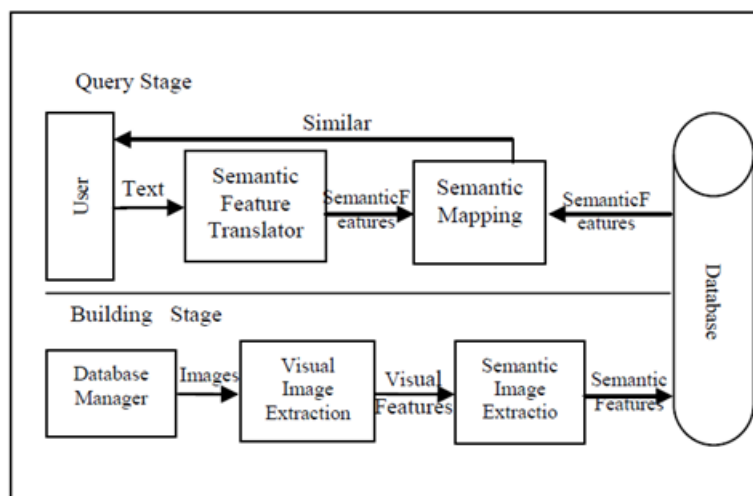 Query Stage
Similar
User
Text
Semantic
Feature
Translator
SemanticF
eatures
Semantic
Mapping
SemanticF
eatures
Database
Building Stage
Database
Manager
Images
Visual
Image
Extraction
Visual
Features
Semantic
Image
Extractio
Semantic
Features